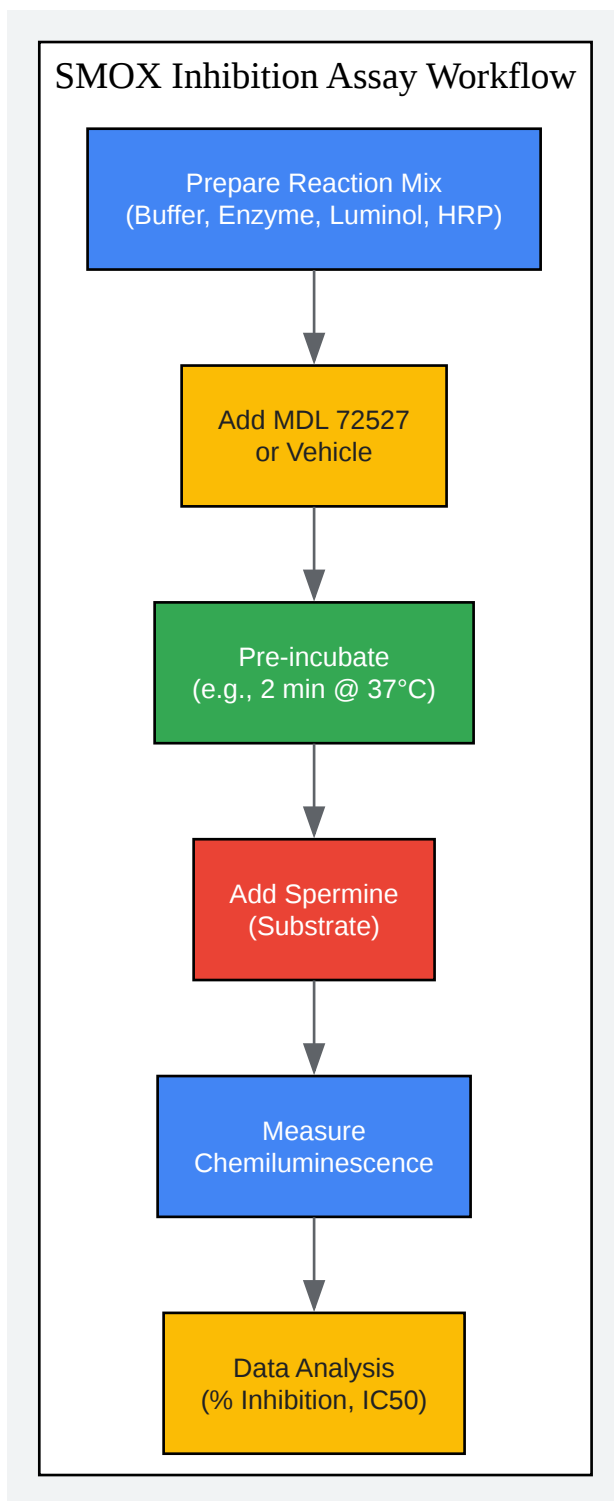 SMOX Inhibition Assay Workflow
Prepare Reaction Mix
(Buffer, Enzyme, Luminol, HRP)
Add MDL 72527
or Vehicle
Pre-incubate
(e.g., 2 min @ 37°C)
Add Spermine
(Substrate)
Measure
Chemiluminescence
Data Analysis
(% Inhibition, IC50)